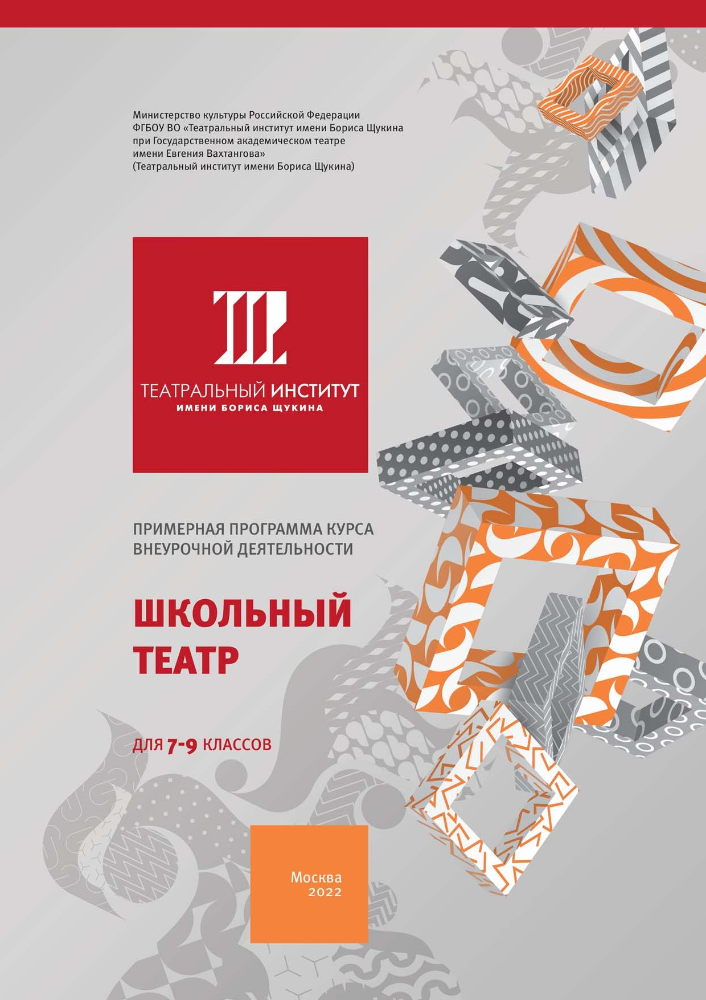 Министерство культуры Российской Федерации
ФГБОУ ВО «Театральный институт имени Бориса Щукина
при Государственном академическом театре
имени Евгения Вахтангова»
(Театральный институт имени Бориса Щукина)
ТЕАТРАЛЬНЫЙ ИНСТИТУТ
ИМЕНИ БОРИСА ЩУКИНА
ПРИМЕРНАЯ ПРОГРАММА КУРСА
ВНЕУРОЧНОЙ ДЕЯТЕЛЬНОСТИ
ШКОЛЬНЫЙ
ТЕАТР
ДЛЯ 7-9 КЛАССОВ
Москва
2022